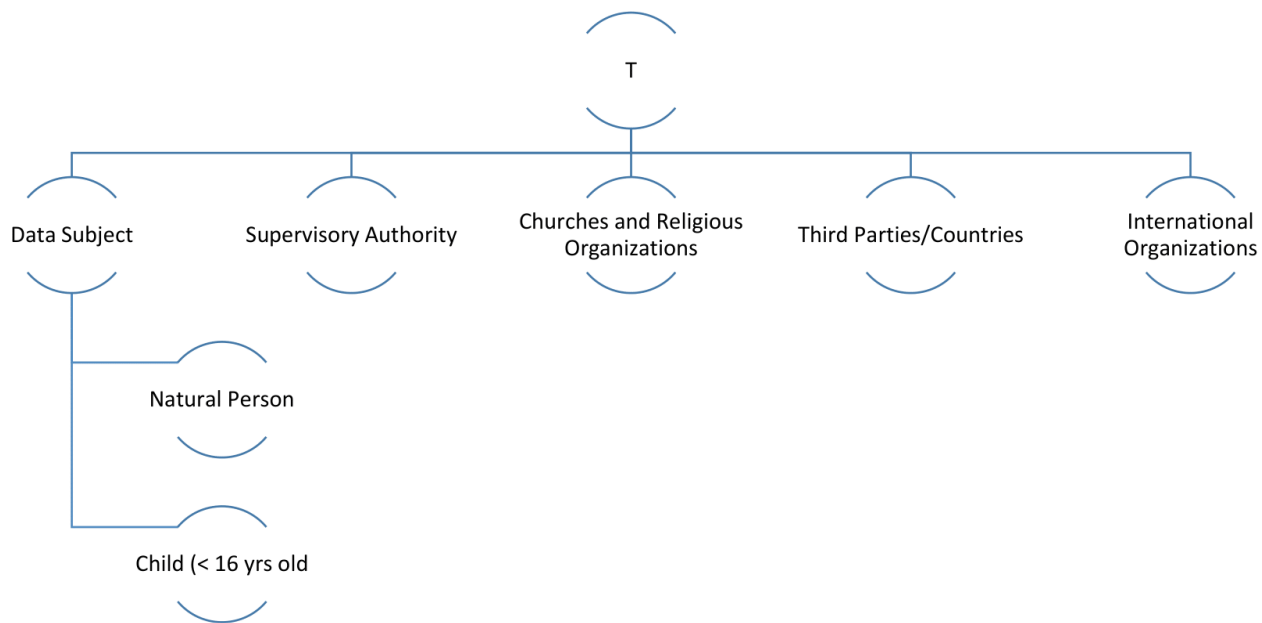 T
Data Subject
Supervisory Authority
Churches and Religious
Organizations
Third Parties/Countries
International
Organizations
Natural Person
Child (< 16 yrs old